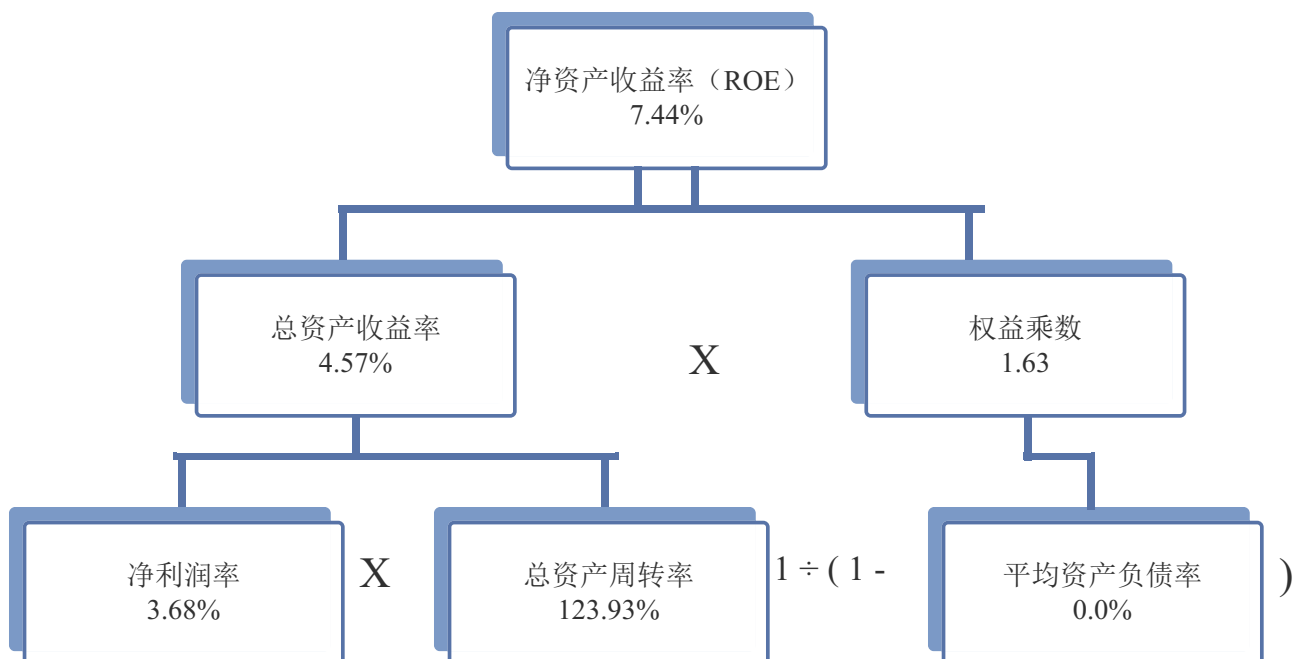 净资产收益率（ROE）
7.44%
总资产收益率
4.57%
X
权益乘数
1.63
净利润率
3.68%
X
总资产周转率
123.93%
1 ÷ ( 1 -
平均资产负债率
0.0%
)